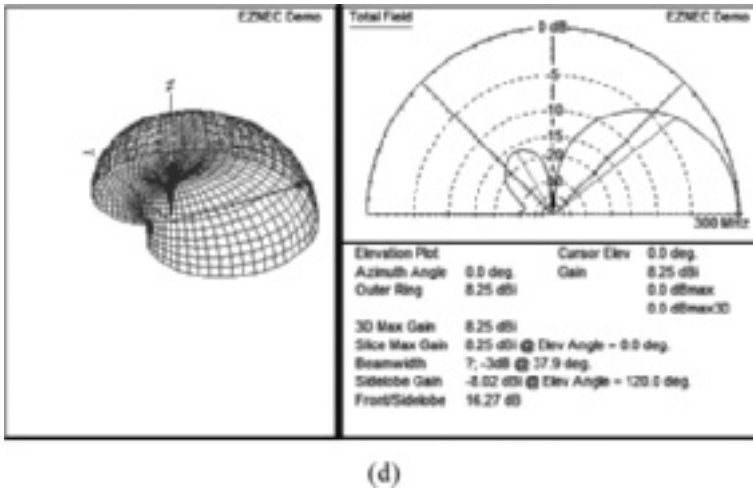 EZNEC Demo
Z
Y
Total Field
EZNEC Demo
0 dB
-5
-10
-15
-20
-30
300 MHz
Elevation Plot Cursor Elev 0.0 deg.
Azimuth Angle 0.0 deg. Gain 8.25 dBi
Outer Ring 8.25 dBi 0.0 dBmax
0.0 dBmax3D
3D Max Gain 8.25 dBi
Slice Max Gain 8.25 dBi @ Elev Angle = 0.0 deg.
Beamwidth ?; -3dB @ 37.9 deg.
Sidelobe Gain -8.02 dBi @ Elev Angle = 120.0 deg.
Front/Sidelobe 16.27 dB
(d)